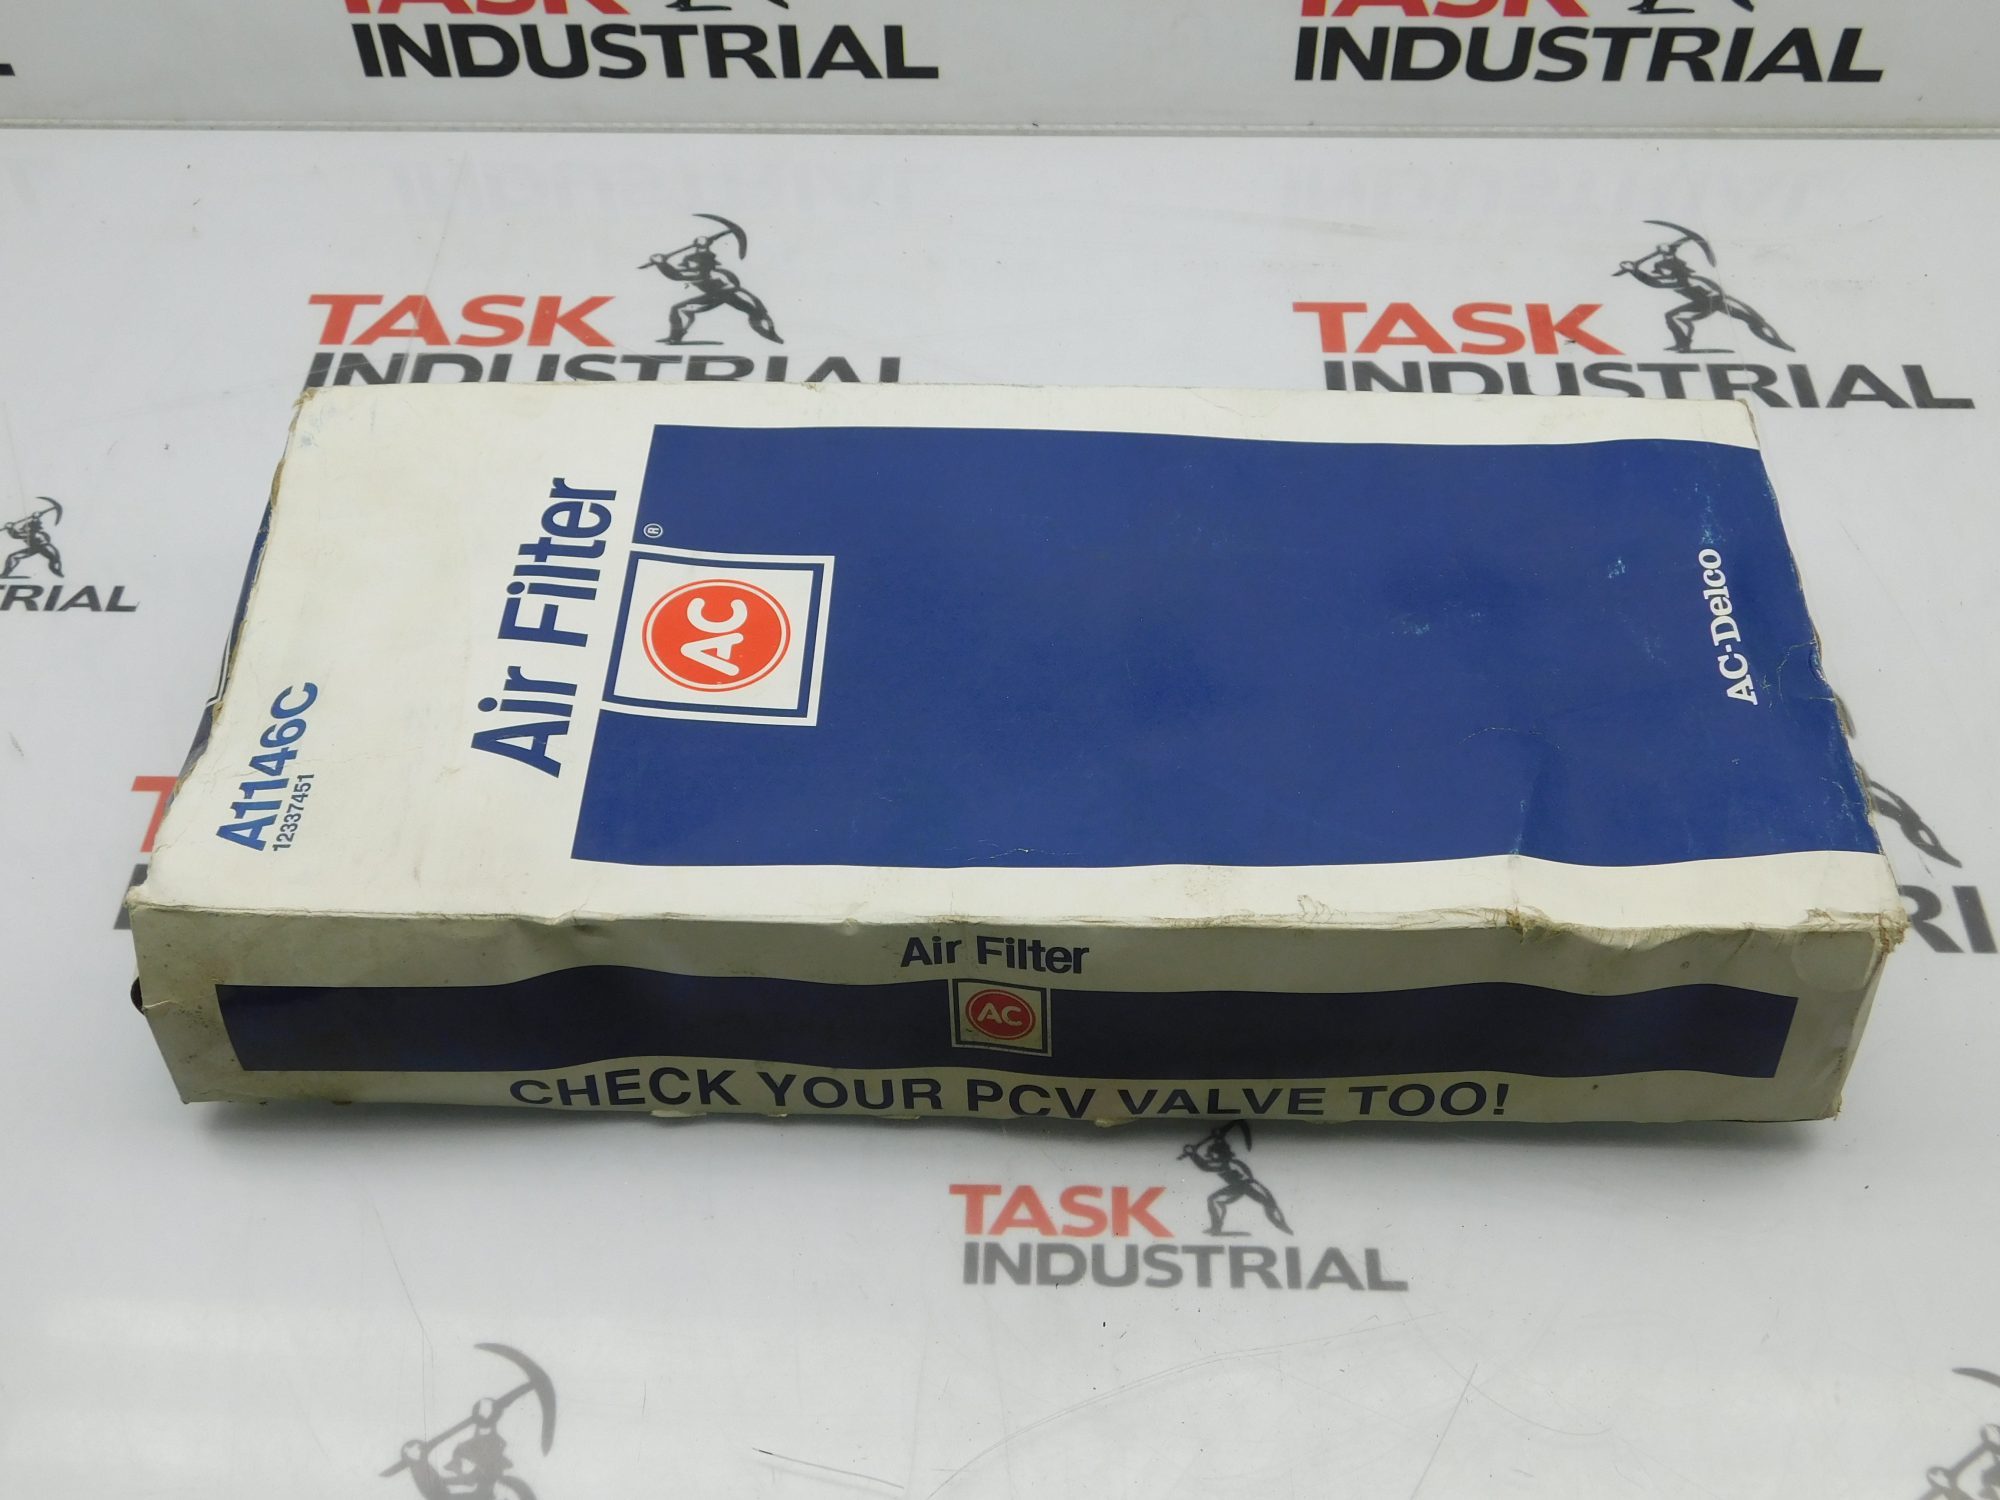 TASK
INDUSTRIAL
TASK
INDUSTRIAL
TASK
INDUSTRIAL
TASK
INDUSTRIAL
RIAL
A1146C
12337451
Air Filter
®
AC
AC-Delco
Air Filter
AC
CHECK YOUR PCV VALVE TOO!
TASK
INDUSTRIAL